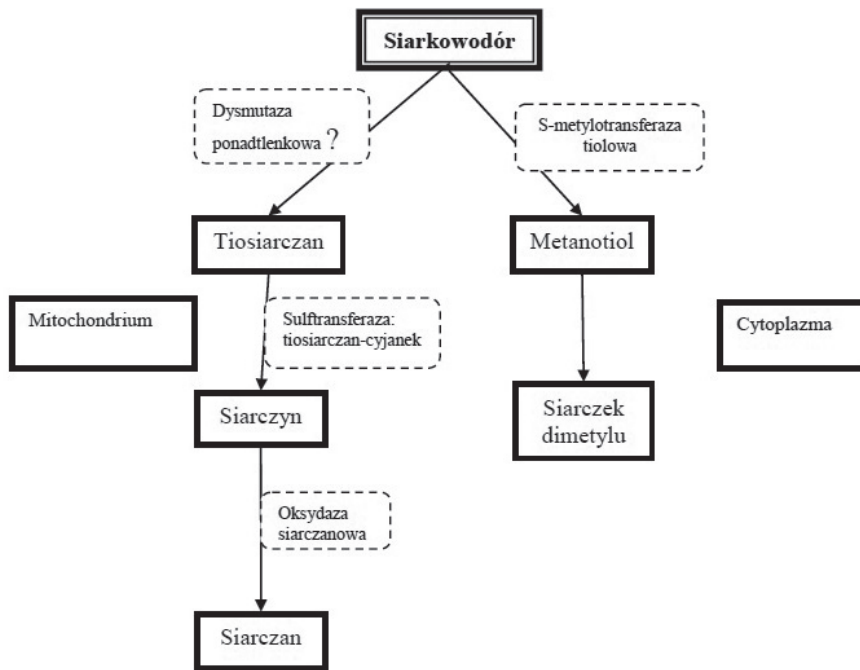 Siarkowodór
Dysmutaza
ponadtlenkowa ?
S-metylotransferaza
tiolowa
Tiosiarczan
Metanotiol
Mitochondrium
Sulftransferaza:
tiosiarczan-cyjanek
Cytoplazma
Siarczyn
Siarczek
dimetylu
Oksydaza
siarczanowa
Siarczan